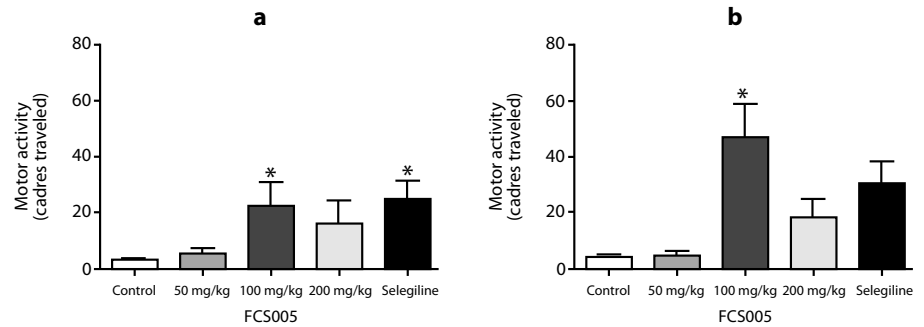 a
80
60
40
20
0
Motor activity
(cadres traveled)
*
*
Control 50 mg/kg 100 mg/kg 200 mg/kg Selegiline
FCS005
b
80
60
40
20
0
Motor activity
(cadres traveled)
*
Control 50 mg/kg 100 mg/kg 200 mg/kg Selegiline
FCS005